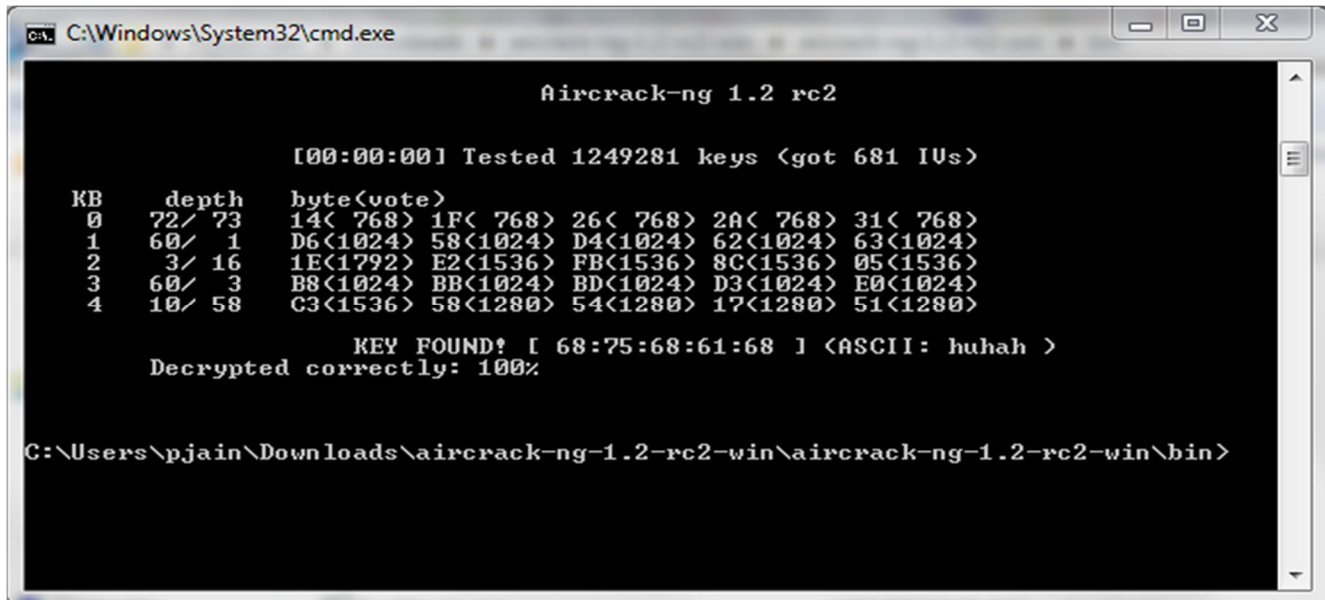 C:\Windows\System32\cmd.exe
Aircrack-ng 1.2 rc2
[00:00:00] Tested 1249281 keys (got 681 IVs)
KB depth byte(vote)
0 72/ 73 14( 768) 1F( 768) 26( 768) 2A( 768) 31( 768)
1 60/ 1 D6(1024) 58(1024) D4(1024) 62(1024) 63(1024)
2 3/ 16 1E(1792) E2(1536) FB(1536) 8C(1536) 05(1536)
3 60/ 3 B8(1024) BB(1024) BD(1024) D3(1024) E0(1024)
4 10/ 58 C3(1536) 58(1280) 54(1280) 17(1280) 51(1280)
KEY FOUND! [ 68:75:68:61:68 ] (ASCII: huhah )
Decrypted correctly: 100%
C:\Users\pjain\Downloads\aircrack-ng-1.2-rc2-win\aircrack-ng-1.2-rc2-win\bin>